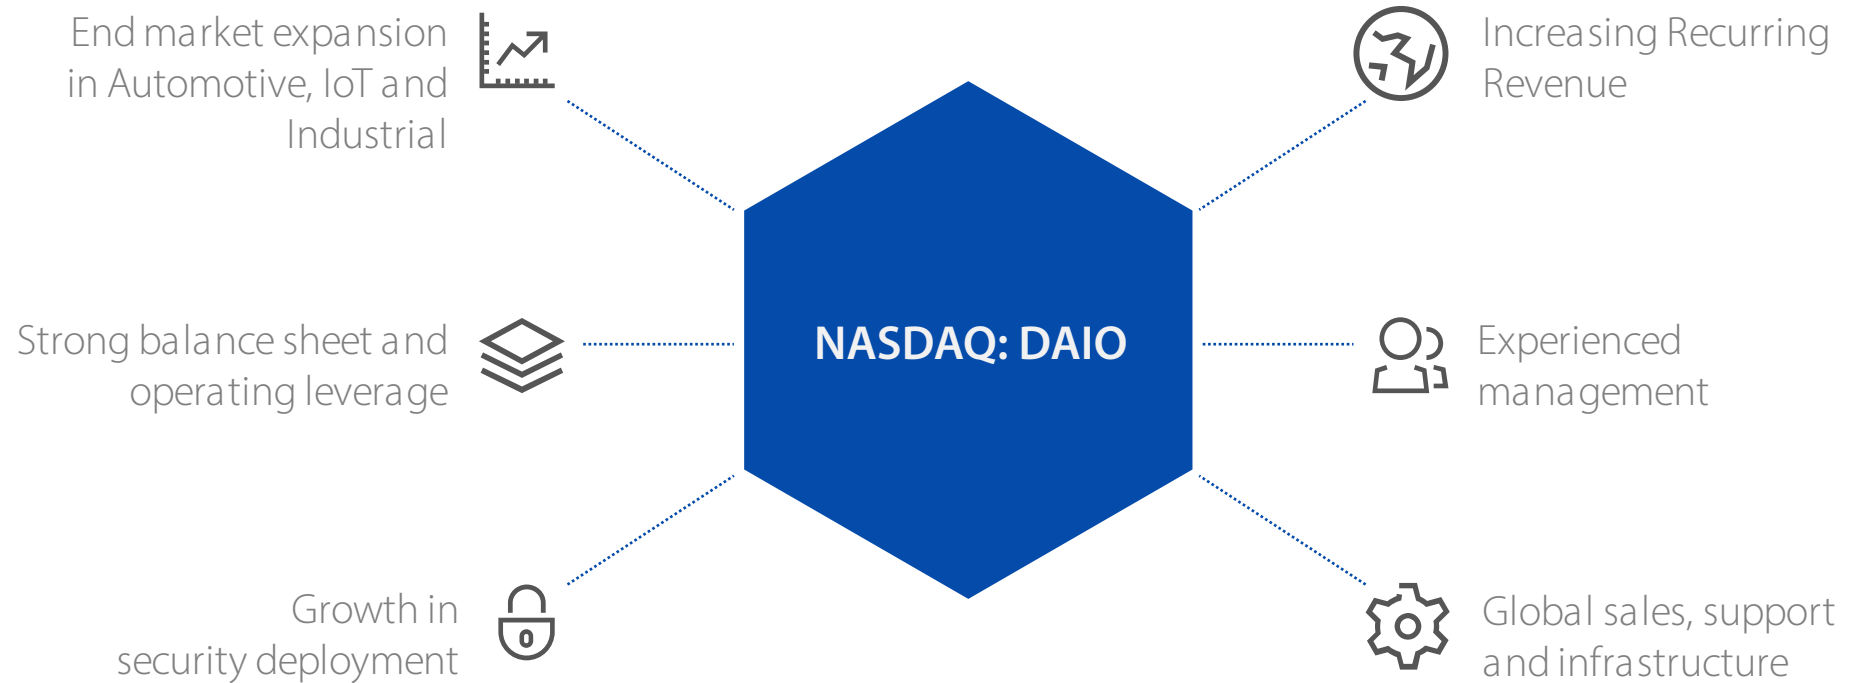 End market expansion
in Automotive, IoT and
Industrial
Strong balance sheet and
operating leverage
Growth in
security deployment
NASDAQ: DAIO
Increasing Recurring
Revenue
Experienced
management
Global sales, support
and infrastructure